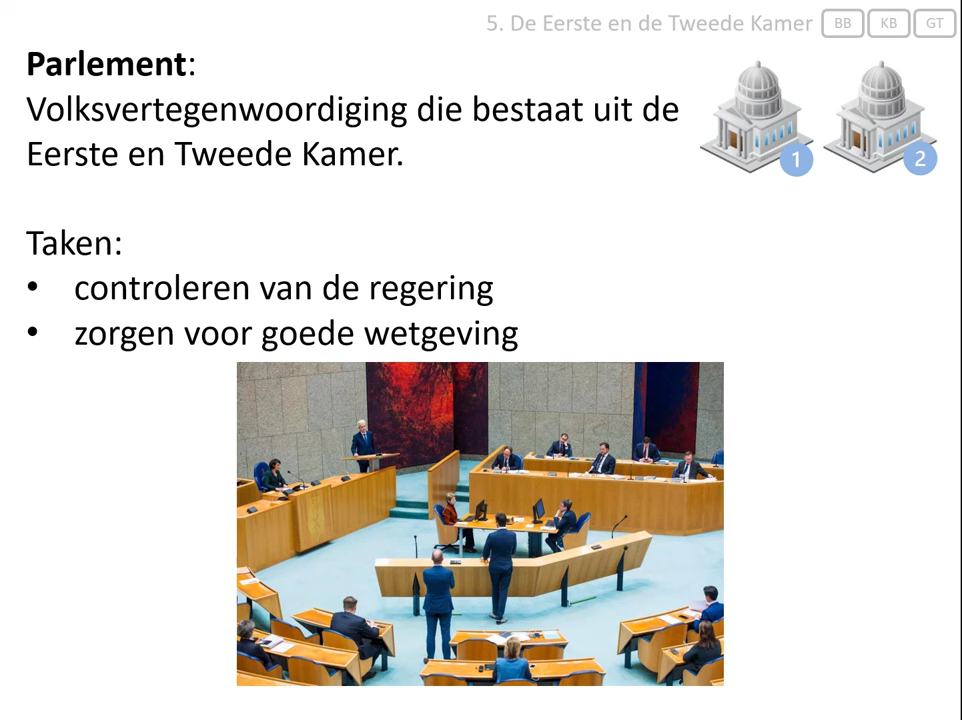 5. De Eerste en de Tweede Kamer BB KB GT
Parlement:
Volksvertegenwoordiging die bestaat uit de
Eerste en Tweede Kamer.
1 2
Taken:
• controleren van de regering
• zorgen voor goede wetgeving